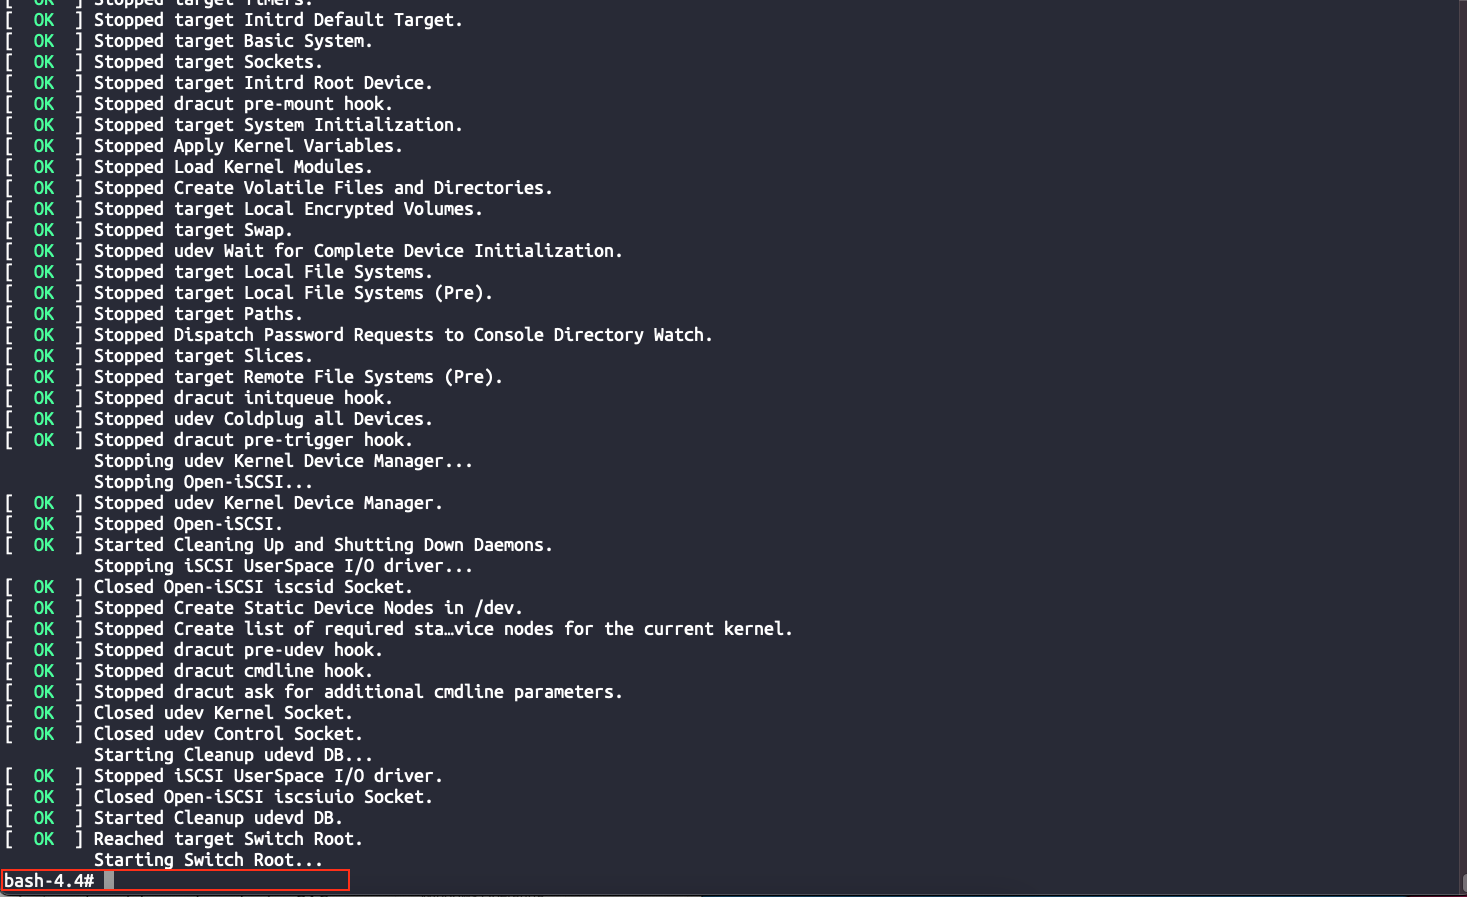 [  OK  ] Stopped target Timers.
[  OK  ] Stopped target Initrd Default Target.
[  OK  ] Stopped target Basic System.
[  OK  ] Stopped target Sockets.
[  OK  ] Stopped target Initrd Root Device.
[  OK  ] Stopped dracut pre-mount hook.
[  OK  ] Stopped target System Initialization.
[  OK  ] Stopped Apply Kernel Variables.
[  OK  ] Stopped Load Kernel Modules.
[  OK  ] Stopped Create Volatile Files and Directories.
[  OK  ] Stopped target Local Encrypted Volumes.
[  OK  ] Stopped target Swap.
[  OK  ] Stopped udev Wait for Complete Device Initialization.
[  OK  ] Stopped target Local File Systems.
[  OK  ] Stopped target Local File Systems (Pre).
[  OK  ] Stopped target Paths.
[  OK  ] Stopped Dispatch Password Requests to Console Directory Watch.
[  OK  ] Stopped target Slices.
[  OK  ] Stopped target Remote File Systems (Pre).
[  OK  ] Stopped dracut initqueue hook.
[  OK  ] Stopped udev Coldplug all Devices.
[  OK  ] Stopped dracut pre-trigger hook.
Stopping udev Kernel Device Manager...
Stopping Open-iSCSI...
[  OK  ] Stopped udev Kernel Device Manager.
[  OK  ] Stopped Open-iSCSI.
[  OK  ] Started Cleaning Up and Shutting Down Daemons.
Stopping iSCSI UserSpace I/O driver...
[  OK  ] Closed Open-iSCSI iscsid Socket.
[  OK  ] Stopped Create Static Device Nodes in /dev.
[  OK  ] Stopped Create list of required sta…vice nodes for the current kernel.
[  OK  ] Stopped dracut pre-udev hook.
[  OK  ] Stopped dracut cmdline hook.
[  OK  ] Stopped dracut ask for additional cmdline parameters.
[  OK  ] Closed udev Kernel Socket.
[  OK  ] Closed udev Control Socket.
Starting Cleanup udevd DB...
[  OK  ] Stopped iSCSI UserSpace I/O driver.
[  OK  ] Closed Open-iSCSI iscsiuio Socket.
[  OK  ] Started Cleanup udevd DB.
[  OK  ] Reached target Switch Root.
Starting Switch Root...
bash-4.4#